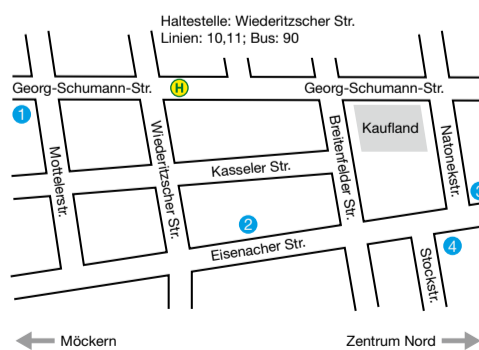 Haltestelle: Wiederitzscher Str.
Linien: 10,11; Bus: 90
Georg-Schumann-Str.
H
Georg-Schumann-Str.
1
Mottelerstr.
Wiederitzscher Str.
Kasseler Str.
Breitenfelder Str.
Kaufland
Natonekstr.
3
2
Eisenacher Str.
4
Stockstr.
Möckern
Zentrum Nord